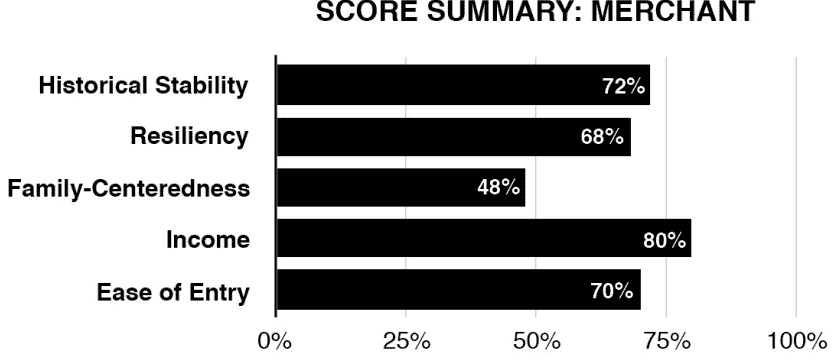 SCORE SUMMARY: MERCHANT
Historical Stability 72%
Resiliency 68%
Family-Centeredness 48%
Income 80%
Ease of Entry 70%
0% 25% 50% 75% 100%